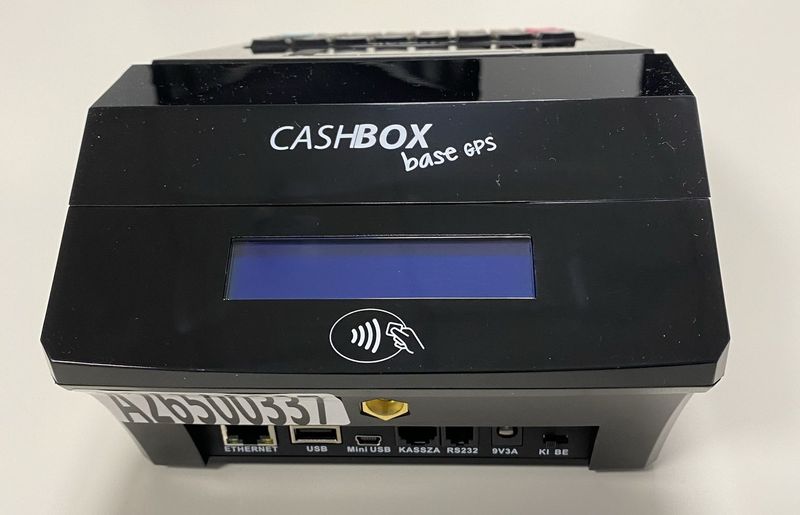 CASHBOX
base GPS
A26500337
ETHERNET USB Mini USB KASSZA RS232 9V3A KI BE